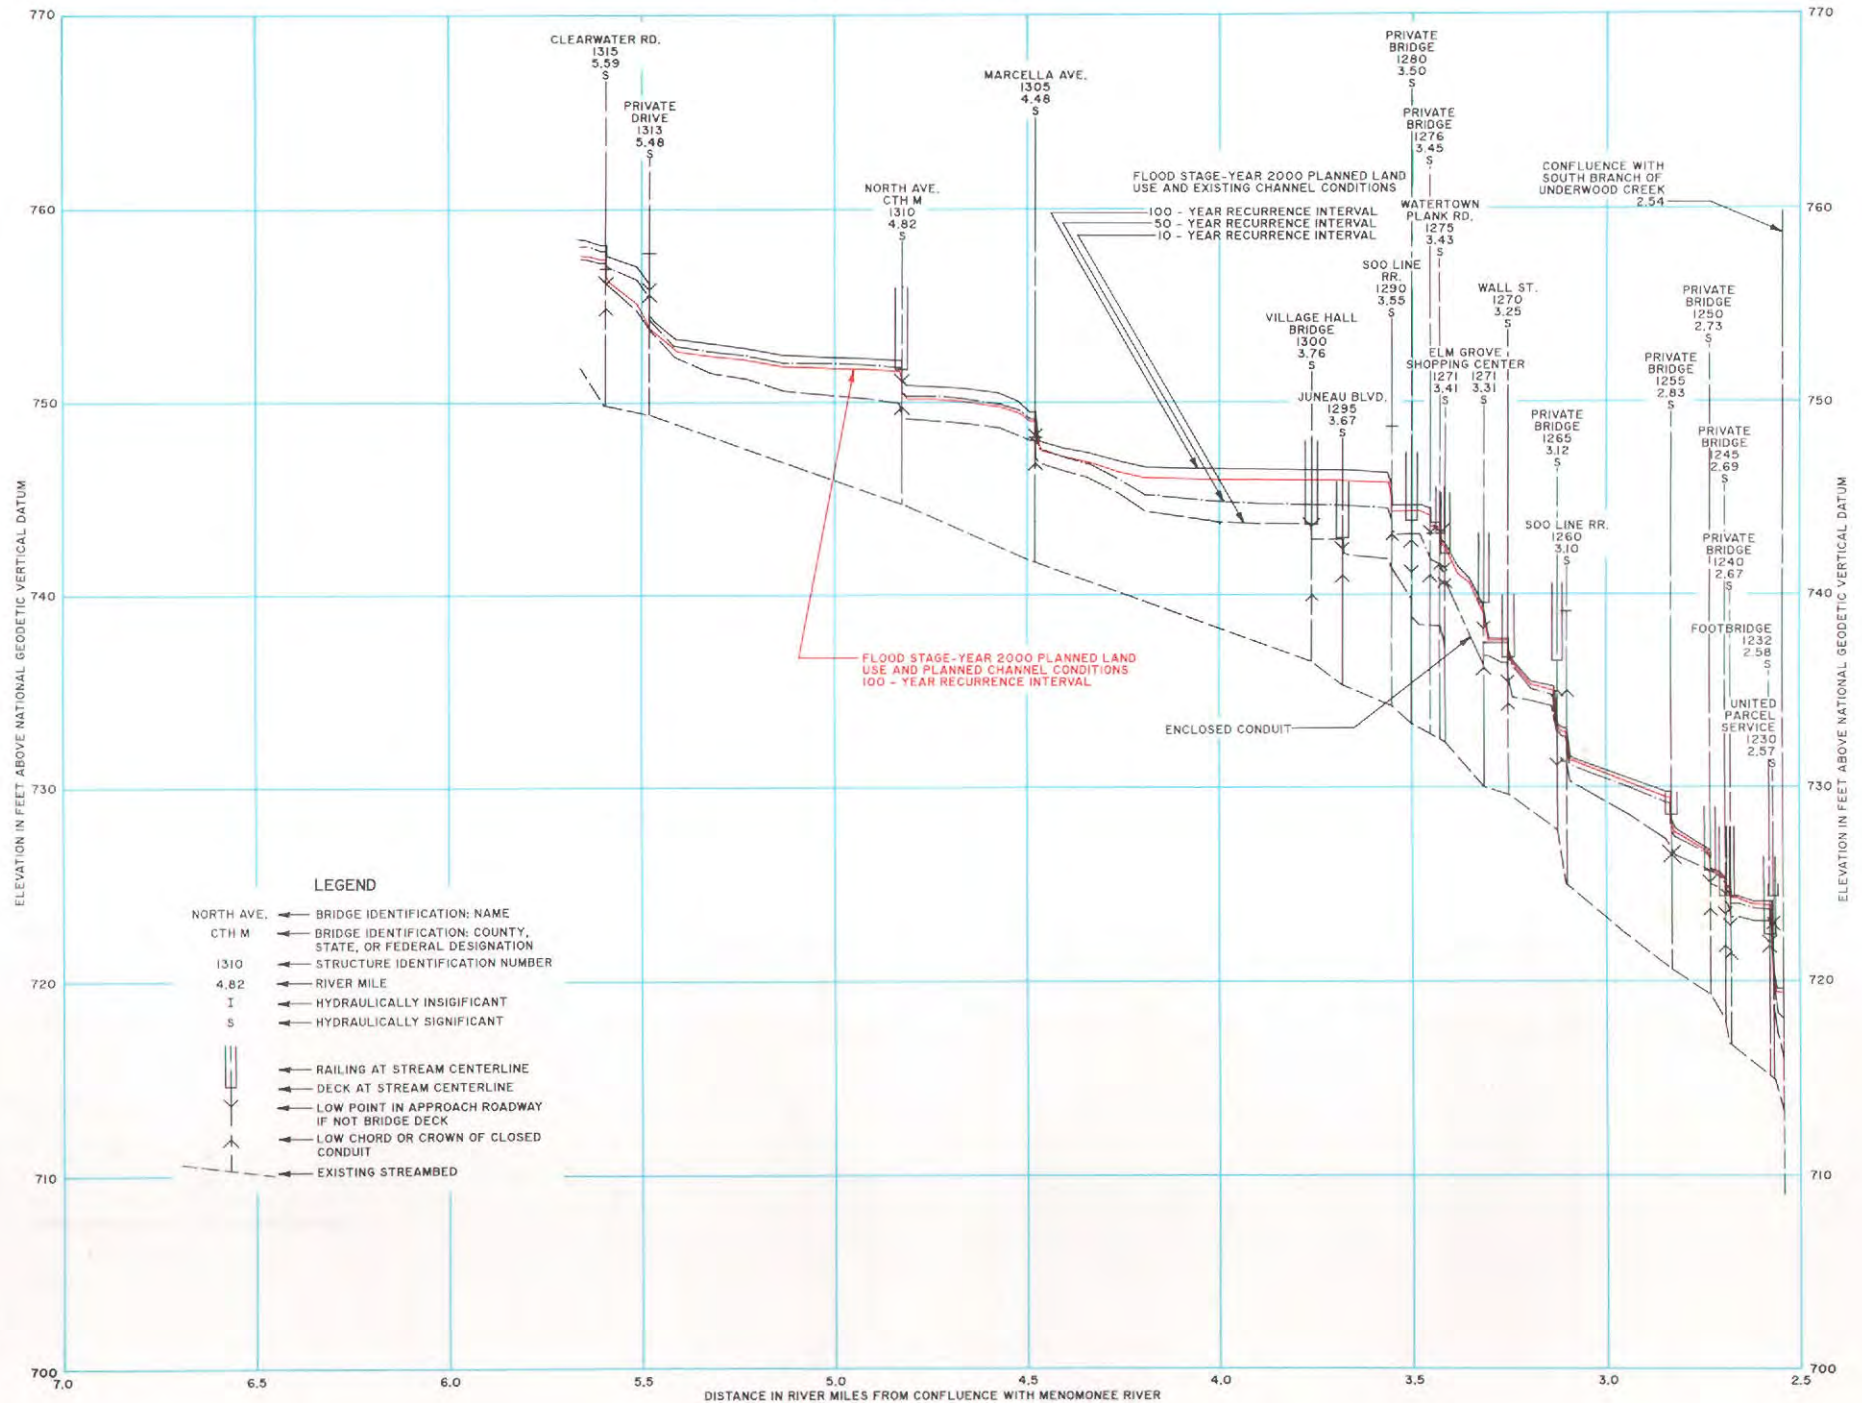 770
770
760
760
750
750
740
740
730
730
720
720
710
710
700
700
7.0
6.5
6.0
5.5
5.0
4.5
4.0
3.5
3.0
2.5
ELEVATION IN FEET ABOVE NATIONAL GEODETIC VERTICAL DATUM
ELEVATION IN FEET ABOVE NATIONAL GEODETIC VERTICAL DATUM
DISTANCE IN RIVER MILES FROM CONFLUENCE WITH MENOMONEE RIVER
CLEARWATER RD.
1315
5.59
S
PRIVATE
DRIVE
1313
5.48
S
NORTH AVE.
CTH M
1310
4.82
S
MARCELLA AVE.
1305
4.48
S
FLOOD STAGE-YEAR 2000 PLANNED LAND
USE AND EXISTING CHANNEL CONDITIONS
100 - YEAR RECURRENCE INTERVAL
50 - YEAR RECURRENCE INTERVAL
10 - YEAR RECURRENCE INTERVAL
VILLAGE HALL
BRIDGE
1300
3.76
S
JUNEAU BLVD.
1295
3.67
S
SOO LINE
RR.
1290
3.55
S
PRIVATE
BRIDGE
1280
3.50
S
PRIVATE
BRIDGE
1276
3.45
S
WATERTOWN
PLANK RD.
1275
3.43
S
ELM GROVE
SHOPPING CENTER
1271 1271
3.41 3.31
S S
WALL ST.
1270
3.25
S
PRIVATE
BRIDGE
1265
3.12
S
SOO LINE RR.
1260
3.10
S
CONFLUENCE WITH
SOUTH BRANCH OF
UNDERWOOD CREEK
2.54
PRIVATE
BRIDGE
1255
2.83
S
PRIVATE
BRIDGE
1250
2.73
S
PRIVATE
BRIDGE
1245
2.69
S
PRIVATE
BRIDGE
1240
2.67
S
FOOTBRIDGE
1232
2.58
S
UNITED
PARCEL
SERVICE
1230
2.57
S
FLOOD STAGE-YEAR 2000 PLANNED LAND
USE AND PLANNED CHANNEL CONDITIONS
100 - YEAR RECURRENCE INTERVAL
ENCLOSED CONDUIT
LEGEND
NORTH AVE. BRIDGE IDENTIFICATION: NAME
CTH M BRIDGE IDENTIFICATION: COUNTY,
STATE, OR FEDERAL DESIGNATION
1310 STRUCTURE IDENTIFICATION NUMBER
4.82 RIVER MILE
I HYDRAULICALLY INSIGIFICANT
S HYDRAULICALLY SIGNIFICANT
RAILING AT STREAM CENTERLINE
DECK AT STREAM CENTERLINE
LOW POINT IN APPROACH ROADWAY
IF NOT BRIDGE DECK
LOW CHORD OR CROWN OF CLOSED
CONDUIT
EXISTING STREAMBED